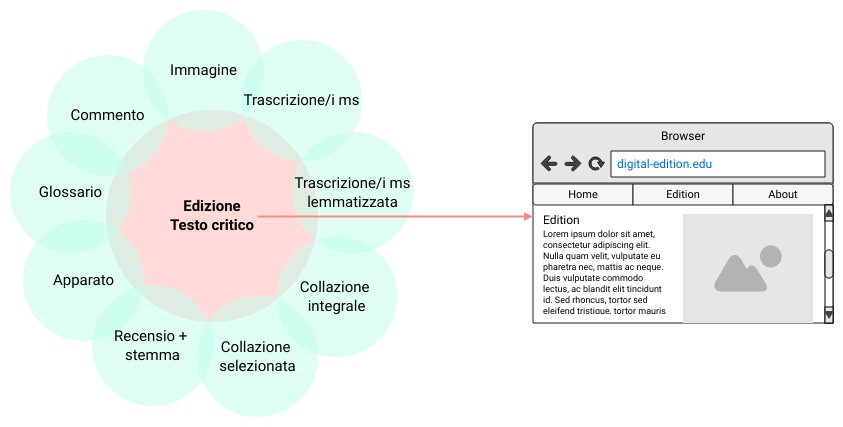 Immagine
Trascrizione/i ms
Commento
Trascrizione/i ms
lemmatizzata
Glossario
Edizione
Testo critico
Apparato
Collazione
integrale
Recensio +
stemma
Collazione
selezionata
Browser
digital-edition.edu
Home
Edition
About
Edition
Lorem ipsum dolor sit amet,
consectetur adipiscing elit.
Nulla quam velit, vulputate eu
pharetra nec, mattis ac neque.
Duis vulputate commodo
lectus, ac blandit elit tincidunt
id. Sed rhoncus, tortor sed
eleifend tristique, tortor mauris